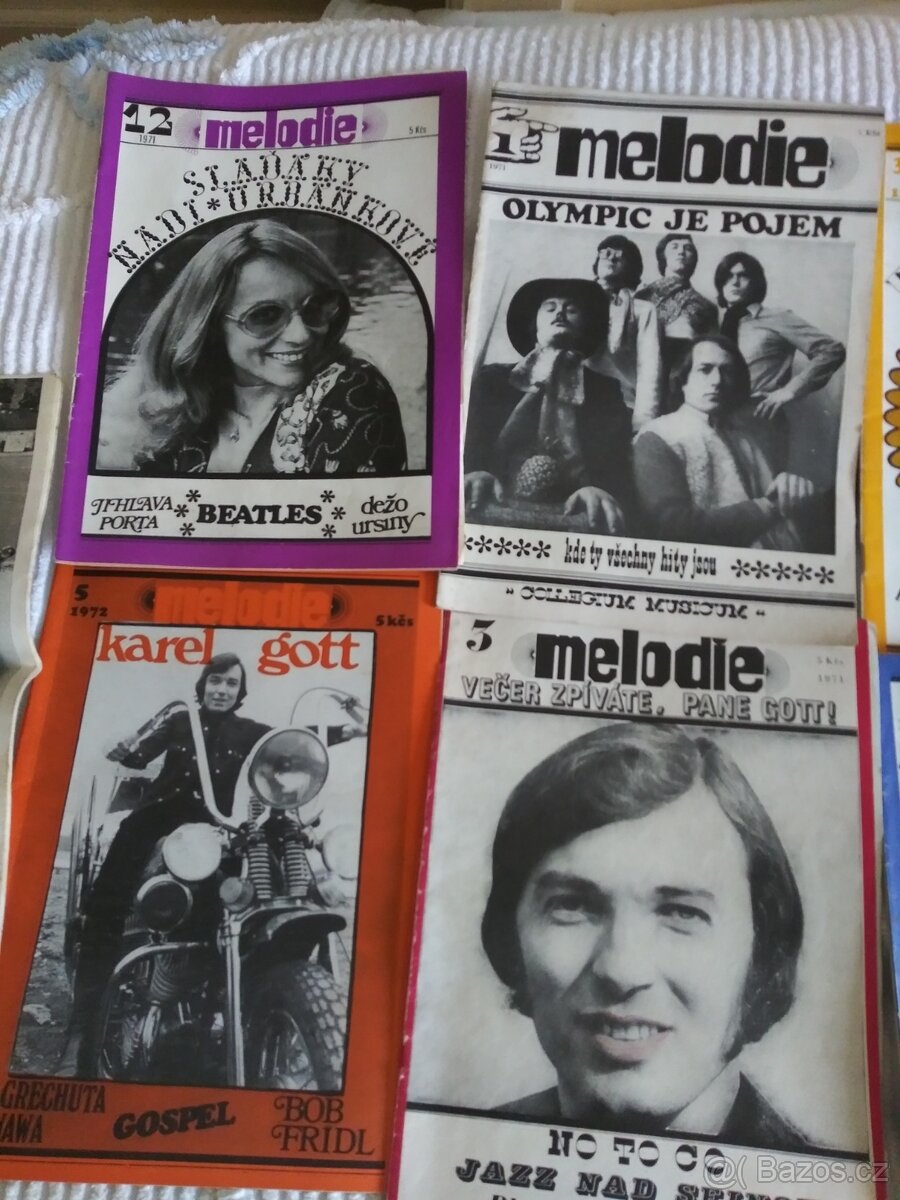 12
1971
melodie
5 Kčs
SLAĎÁKY
NADI * URBÁNKOVÉ
JIHLAVA
PORTA
* BEATLES *
dežo
ursiny
1
1971
melodie
OLYMPIC JE POJEM
***** kde ty všechny hity jsou *****
" COLLEGIUM MUSICUM "
5
1972
melodie
5 kčs
karel gott
GRECHUTA
GOSPEL
BOB
FRIDL
3
melodie
5 Kčs
1971
VEČER ZPÍVÁTE, PANE GOTT!
NO TO CO
JAZZ NAD
@ Bazos.cz